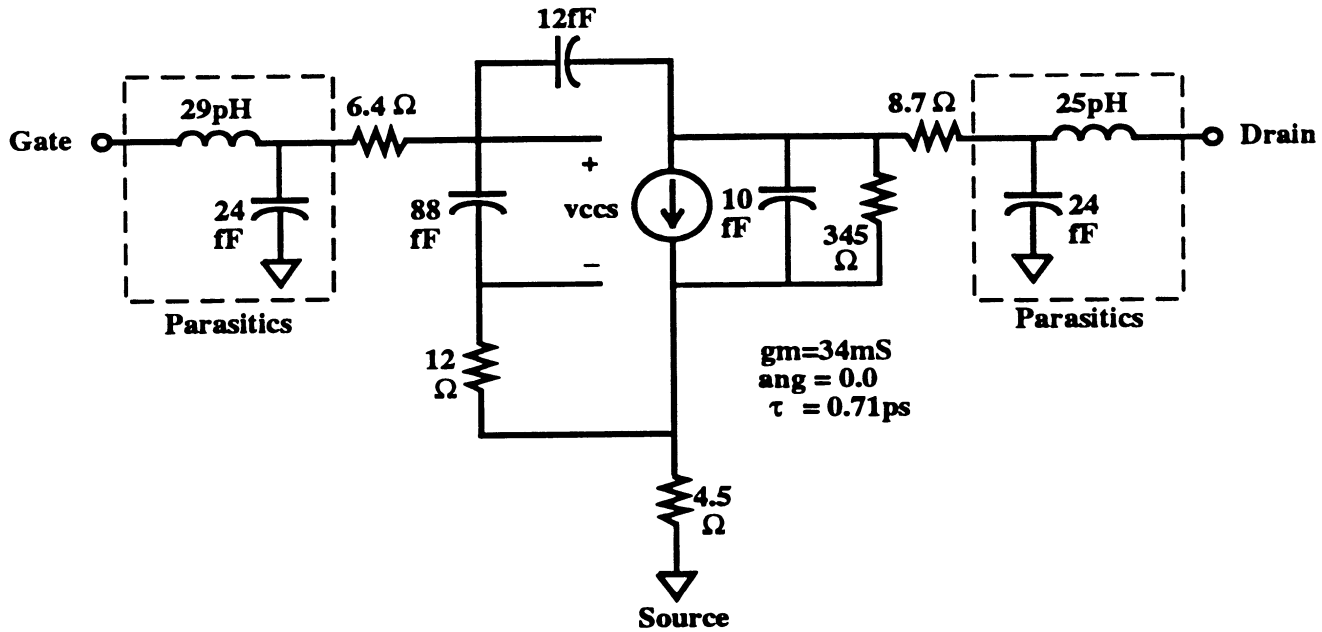 12fF
29pH
6.4 Ω
8.7 Ω
25pH
Gate
Drain
+
24
fF
88
fF
vccs
10
fF
345
Ω
24
fF
−
Parasitics
Parasitics
12
Ω
gm=34mS
ang = 0.0
τ = 0.71ps
4.5
Ω
Source